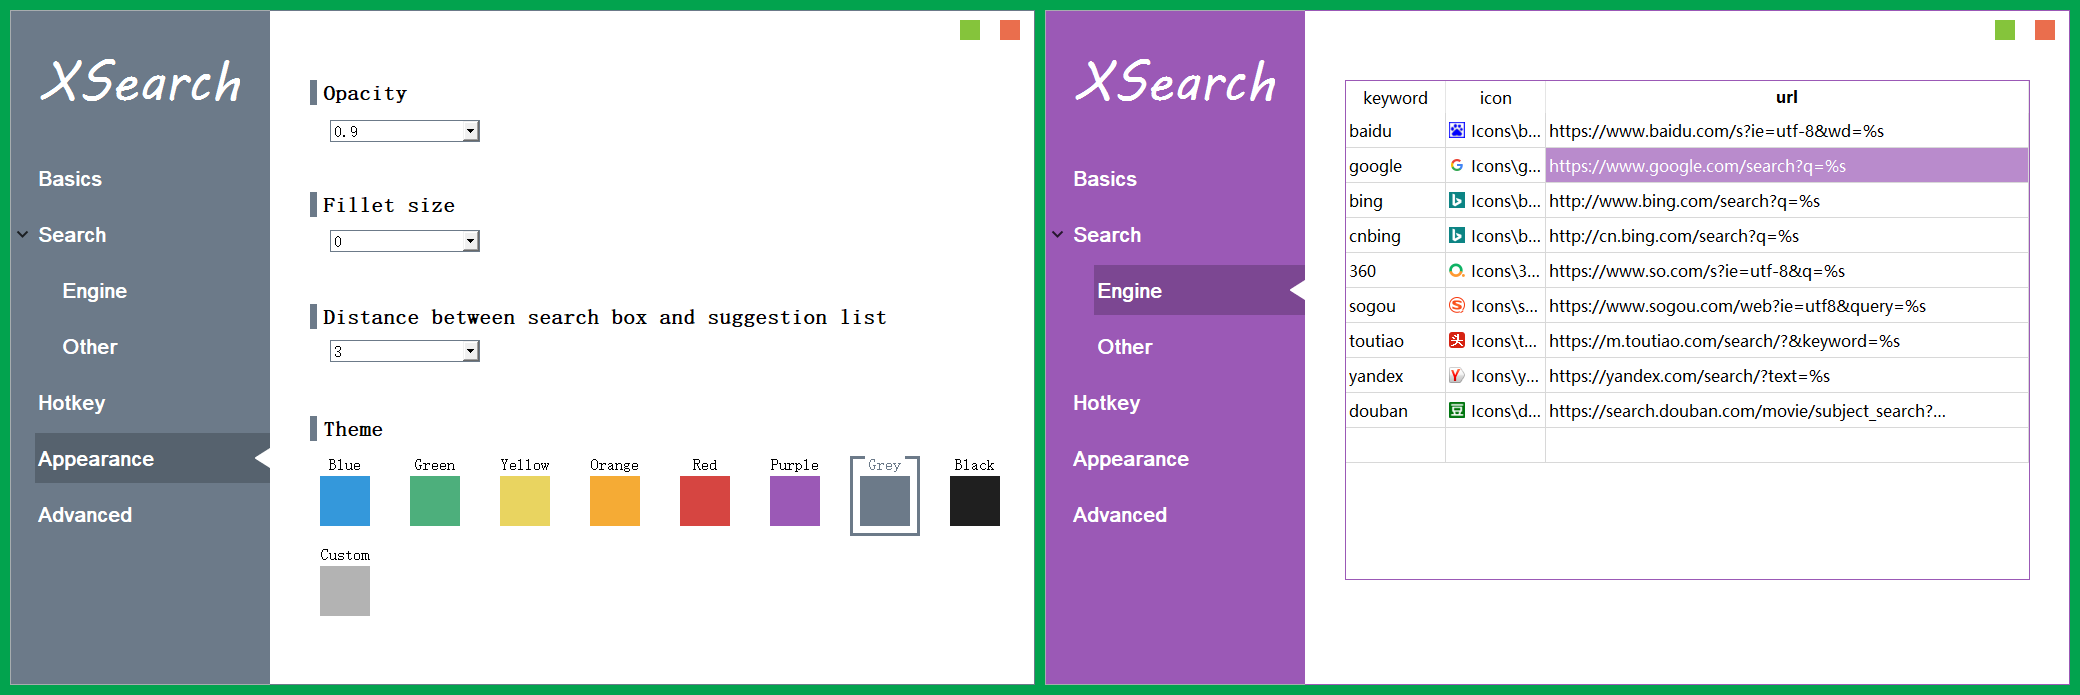 XSearch
Basics
Search
Engine
Other
Hotkey
Appearance
Advanced
Opacity
0.9
Fillet size
0
Distance between search box and suggestion list
3
Theme
Blue Green Yellow Orange Red Purple Grey Black
Custom
XSearch
Basics
Search
Engine
Other
Hotkey
Appearance
Advanced
keyword icon url
baidu Icons\b... https://www.baidu.com/s?ie=utf-8&wd=%s
google Icons\g... https://www.google.com/search?q=%s
bing Icons\b... http://www.bing.com/search?q=%s
cnbing Icons\b... http://cn.bing.com/search?q=%s
360 Icons\3... https://www.so.com/s?ie=utf-8&q=%s
sogou Icons\s... https://www.sogou.com/web?ie=utf8&query=%s
toutiao 头 Icons\t... https://m.toutiao.com/search/?&keyword=%s
yandex Icons\y... https://yandex.com/search/?text=%s
douban 豆 Icons\d... https://search.douban.com/movie/subject_search?...